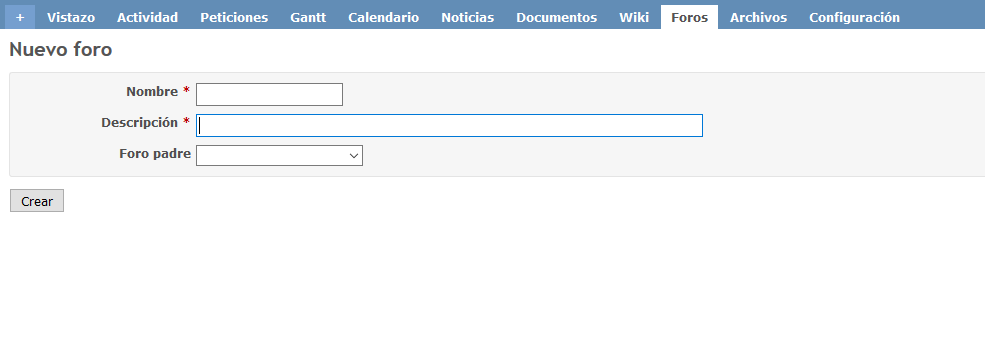 + Vistazo Actividad Peticiones Gantt Calendario Noticias Documentos Wiki Foros Archivos Configuración
Nuevo foro
Nombre *
Descripción *
Foro padre
Crear